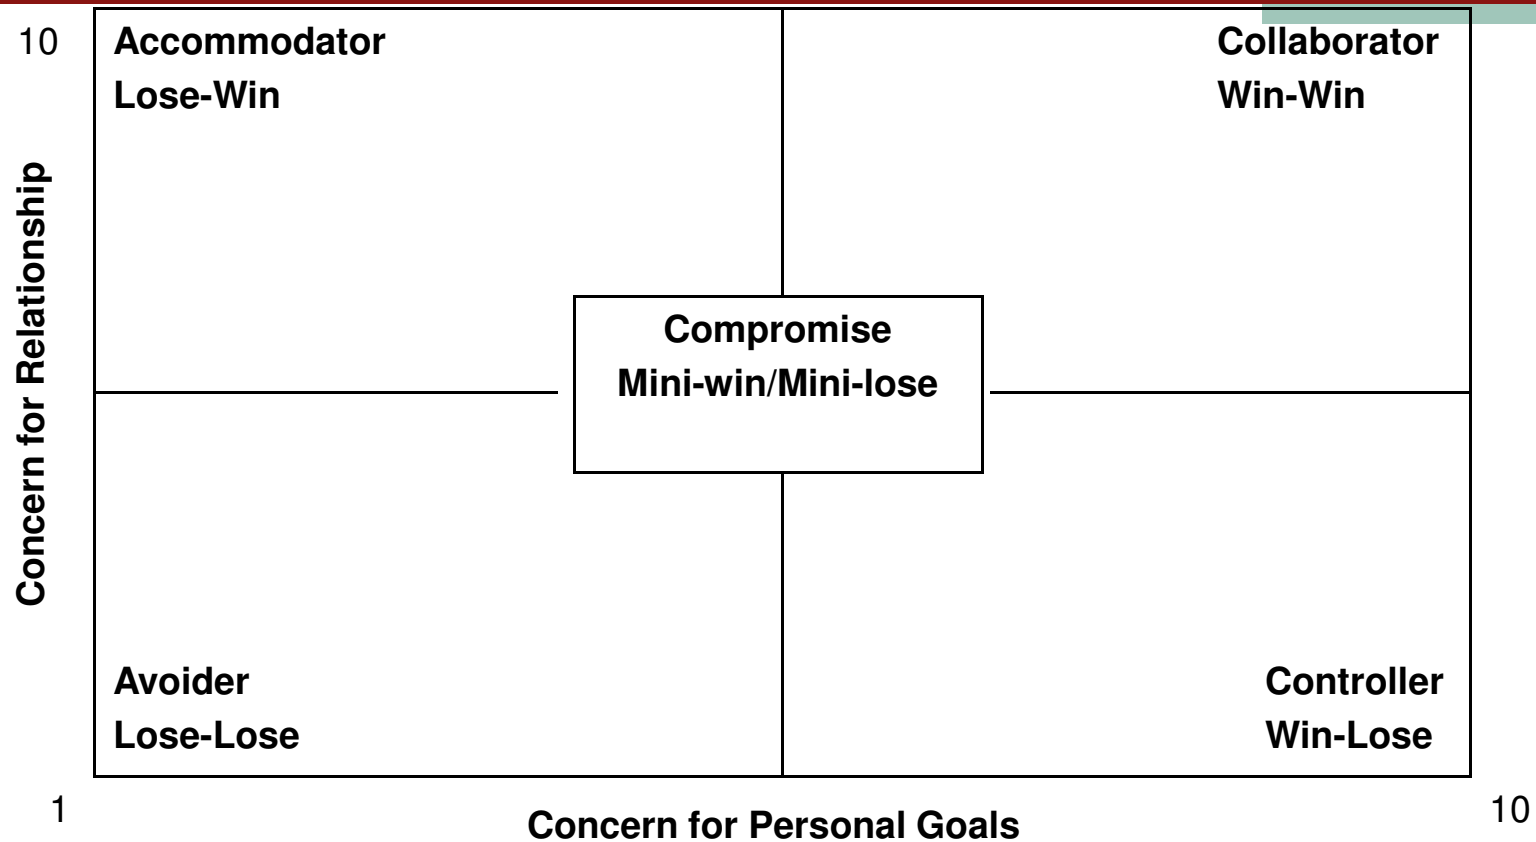 10
Accommodator
Lose-Win
Collaborator
Win-Win
Concern for Relationship
Compromise
Mini-win/Mini-lose
Avoider
Lose-Lose
Controller
Win-Lose
1
Concern for Personal Goals
10